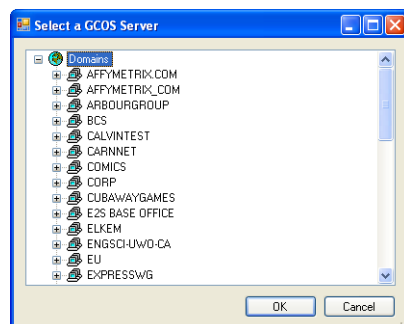 Select a GCOS Server
Domains
AFFYMETRIX.COM
AFFYMETRIX_COM
ARBOURGROUP
BCS
CALVINTEST
CARNNET
COMICS
CORP
CUBAWAYGAMES
E2S BASE OFFICE
ELKEM
ENGSCI-UWO-CA
EU
EXPRESSWG
OK
Cancel